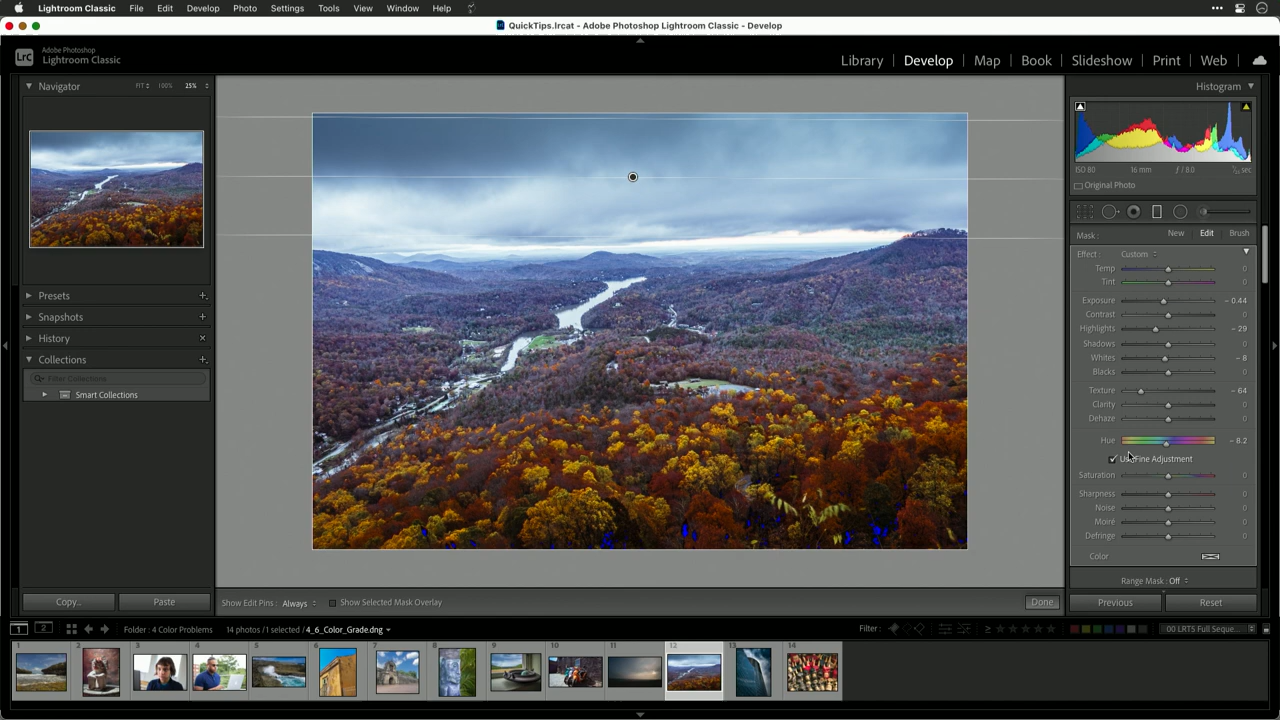 Lightroom Classic File Edit Develop Photo Settings Tools View Window Help
QuickTips.lrcat - Adobe Photoshop Lightroom Classic - Develop
Lrc
Adobe Photoshop
Lightroom Classic
Library | Develop | Map | Book | Slideshow | Print | Web
Navigator FIT 100% 25%
Histogram
ISO 80 16 mm ƒ / 8.0
Original Photo
Mask : New Edit Brush
Effect : Custom
Temp 0
Tint 0
Exposure – 0.44
Contrast 0
Highlights – 29
Shadows 0
Whites – 8
Blacks 0
Texture – 64
Clarity 0
Dehaze 0
Hue – 8.2
Use Fine Adjustment
Saturation 0
Sharpness 0
Noise 0
Moiré 0
Defringe 0
Color
Range Mask : Off
Previous Reset
Presets
Snapshots
History
Collections
Filter Collections
Smart Collections
Copy... Paste
Show Edit Pins : Always Show Selected Mask Overlay Done
1 2 Folder : 4 Color Problems 14 photos / 1 selected / 4_6_Color_Grade.dng Filter : 00 LRT5 Full Seque...
1 2 3 4 5 6 7 8 9 10 11 12 13 14